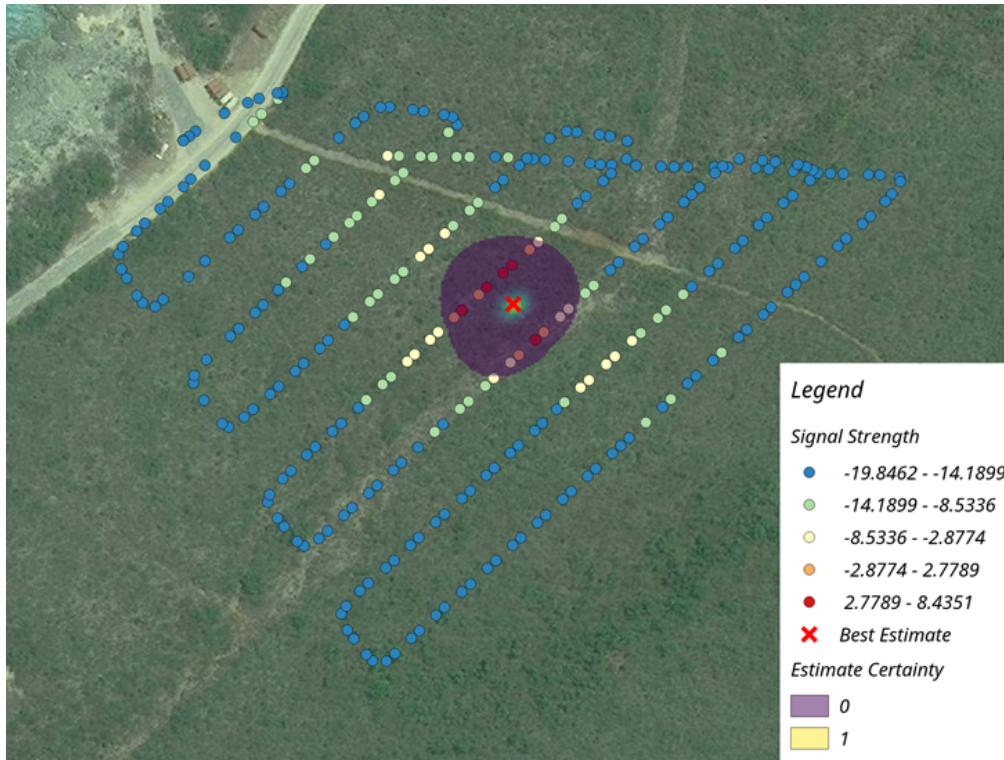 Legend
Signal Strength
-19.8462 - -14.1899
-14.1899 - -8.5336
-8.5336 - -2.8774
-2.8774 - 2.7789
2.7789 - 8.4351
Best Estimate
Estimate Certainty
0
1